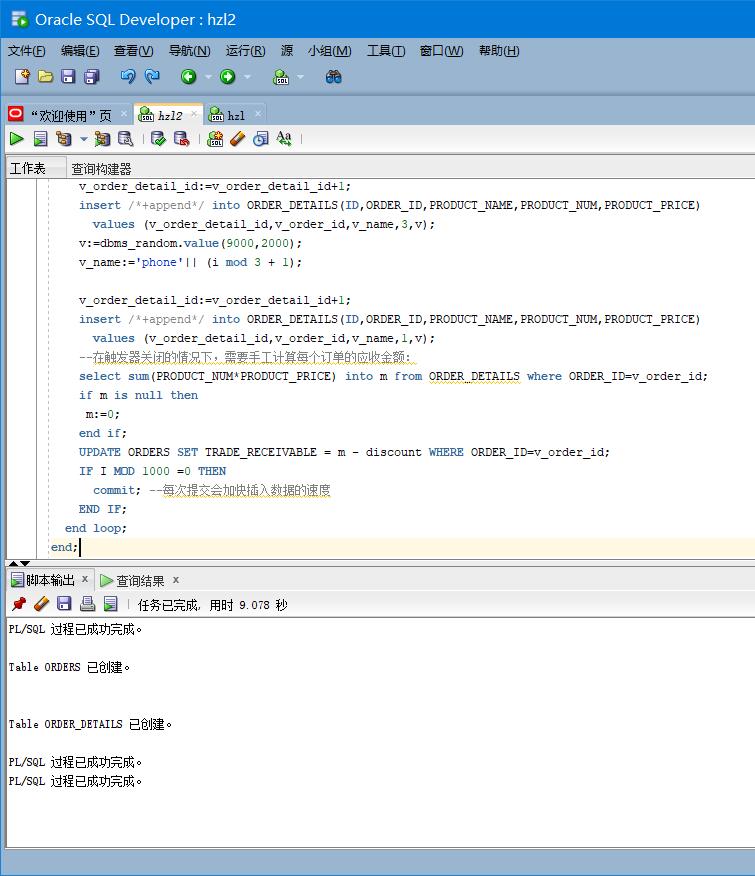 Oracle SQL Developer : hzl2
文件(F) 编辑(E) 查看(V) 导航(N) 运行(R) 源 小组(M) 工具(T) 窗口(W) 帮助(H)
“欢迎使用”页 hzl2 hzl
工作表 查询构建器
v_order_detail_id:=v_order_detail_id+1;
insert /*+append*/ into ORDER_DETAILS(ID,ORDER_ID,PRODUCT_NAME,PRODUCT_NUM,PRODUCT_PRICE)
values (v_order_detail_id,v_order_id,v_name,3,v);
v:=dbms_random.value(9000,2000);
v_name:='phone'|| (i mod 3 + 1);
v_order_detail_id:=v_order_detail_id+1;
insert /*+append*/ into ORDER_DETAILS(ID,ORDER_ID,PRODUCT_NAME,PRODUCT_NUM,PRODUCT_PRICE)
values (v_order_detail_id,v_order_id,v_name,1,v);
--在触发器关闭的情况下，需要手工计算每个订单的应收金额：
select sum(PRODUCT_NUM*PRODUCT_PRICE) into m from ORDER_DETAILS where ORDER_ID=v_order_id;
if m is null then
m:=0;
end if;
UPDATE ORDERS SET TRADE_RECEIVABLE = m - discount WHERE ORDER_ID=v_order_id;
IF I MOD 1000 =0 THEN
commit; --每次提交会加快插入数据的速度
END IF;
end loop;
end;
脚本输出 x 查询结果 x
任务已完成, 用时 9.078 秒
PL/SQL 过程已成功完成。
Table ORDERS 已创建。
Table ORDER_DETAILS 已创建。
PL/SQL 过程已成功完成。
PL/SQL 过程已成功完成。